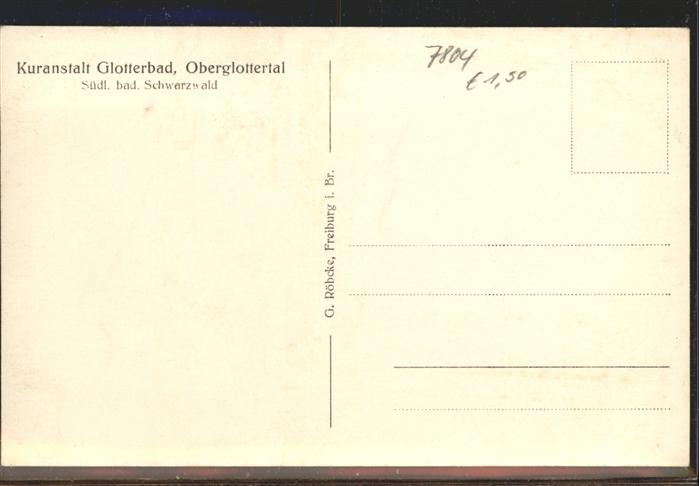 Kuranstalt Glotterbad, Oberglottertal
Südl. bad. Schwarzwald
7804
€ 1,50
G. Röbcke, Freiburg i. Br.